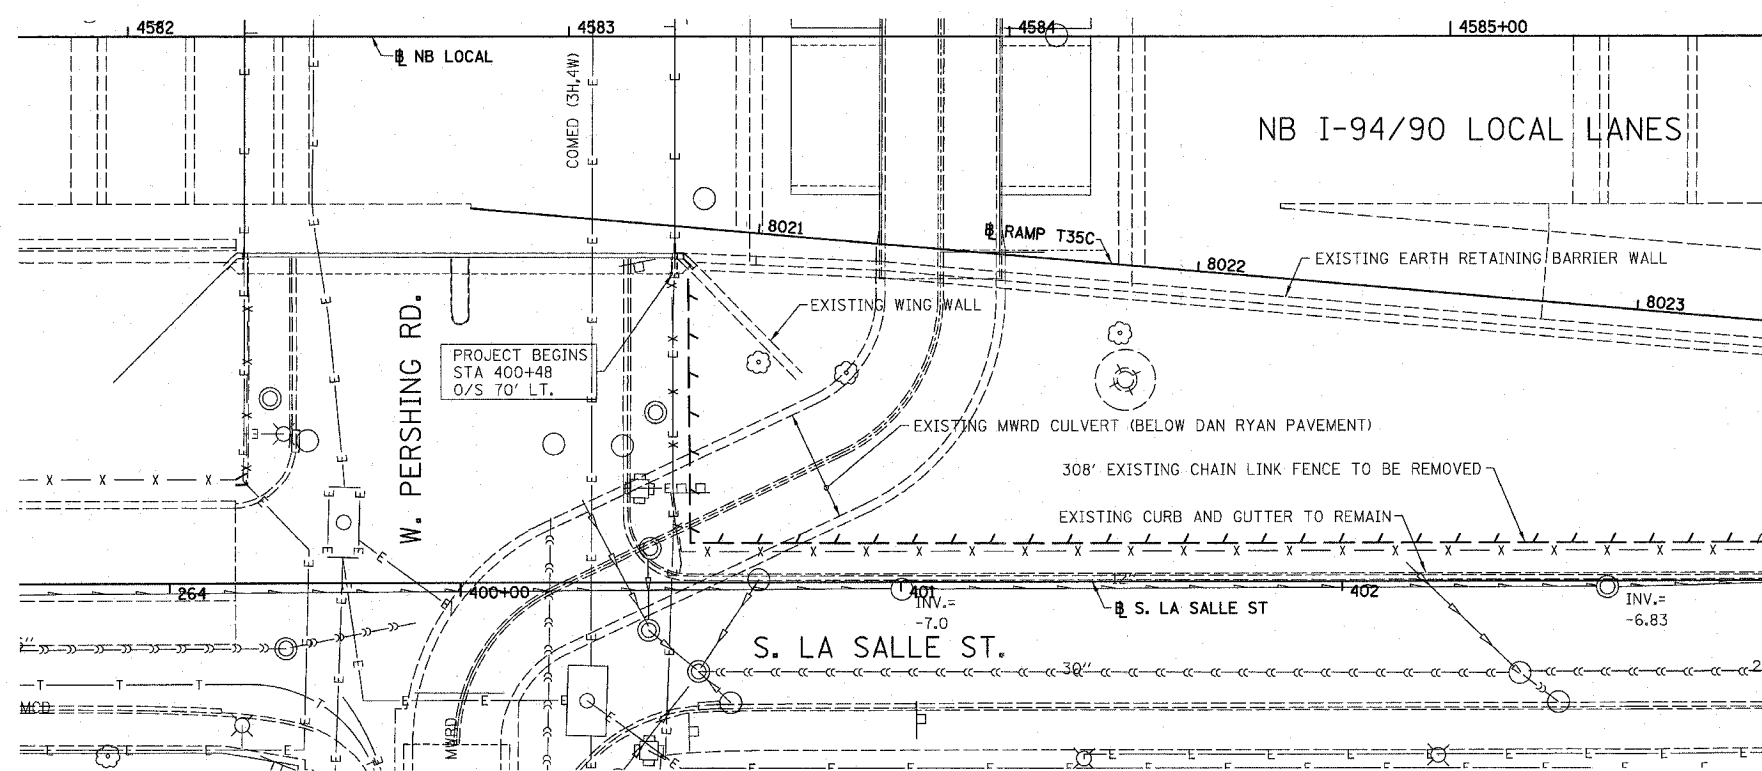 4582
4583
4584
4585+00
NB LOCAL
COMED (3H,4W)
NB I-94/90 LOCAL LANES
8021
RAMP T35C
8022
8023
EXISTING EARTH RETAINING BARRIER WALL
EXISTING WING WALL
W. PERSHING RD.
PROJECT BEGINS
STA 400+48
O/S 70' LT.
EXISTING MWRD CULVERT (BELOW DAN RYAN PAVEMENT)
308' EXISTING CHAIN LINK FENCE TO BE REMOVED
EXISTING CURB AND GUTTER TO REMAIN
264
400+00
401
12"
402
INV.=
-7.0
S. LA SALLE ST
INV.=
-6.83
S. LA SALLE ST.
30"
MWRD